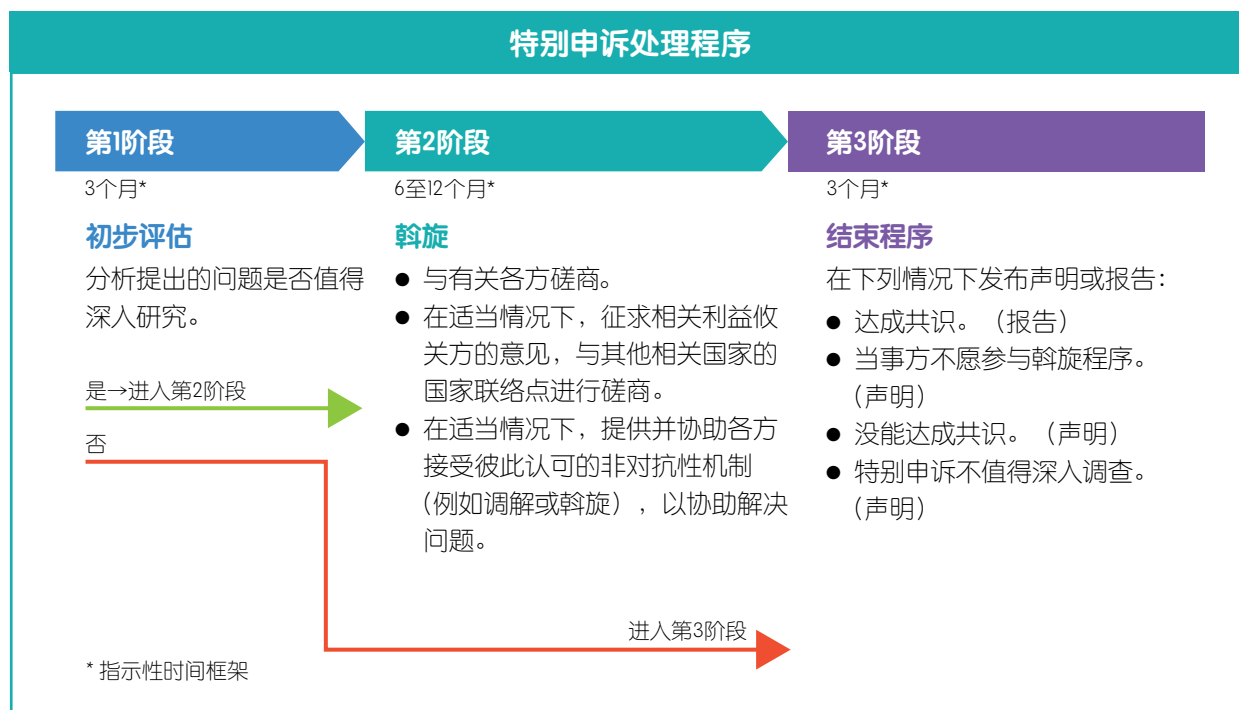 特别申诉处理程序
第1阶段
3个月*
初步评估
分析提出的问题是否值得
深入研究。
是→进入第2阶段
否
第2阶段
6至12个月*
斡旋
● 与有关各方磋商。
● 在适当情况下，征求相关利益攸
关方的意见，与其他相关国家的
国家联络点进行磋商。
● 在适当情况下，提供并协助各方
接受彼此认可的非对抗性机制
（例如调解或斡旋），以协助解决
问题。
进入第3阶段
第3阶段
3个月*
结束程序
在下列情况下发布声明或报告：
● 达成共识。（报告）
● 当事方不愿参与斡旋程序。
（声明）
● 没能达成共识。（声明）
● 特别申诉不值得深入调查。
（声明）
* 指示性时间框架